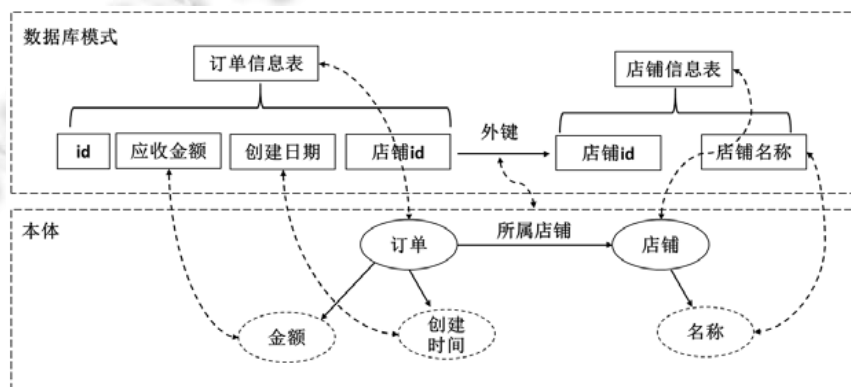 数据库模式
订单信息表
店铺信息表
id
应收金额
创建日期
店铺id
外键
店铺id
店铺名称
本体
订单
所属店铺
店铺
金额
创建
时间
名称